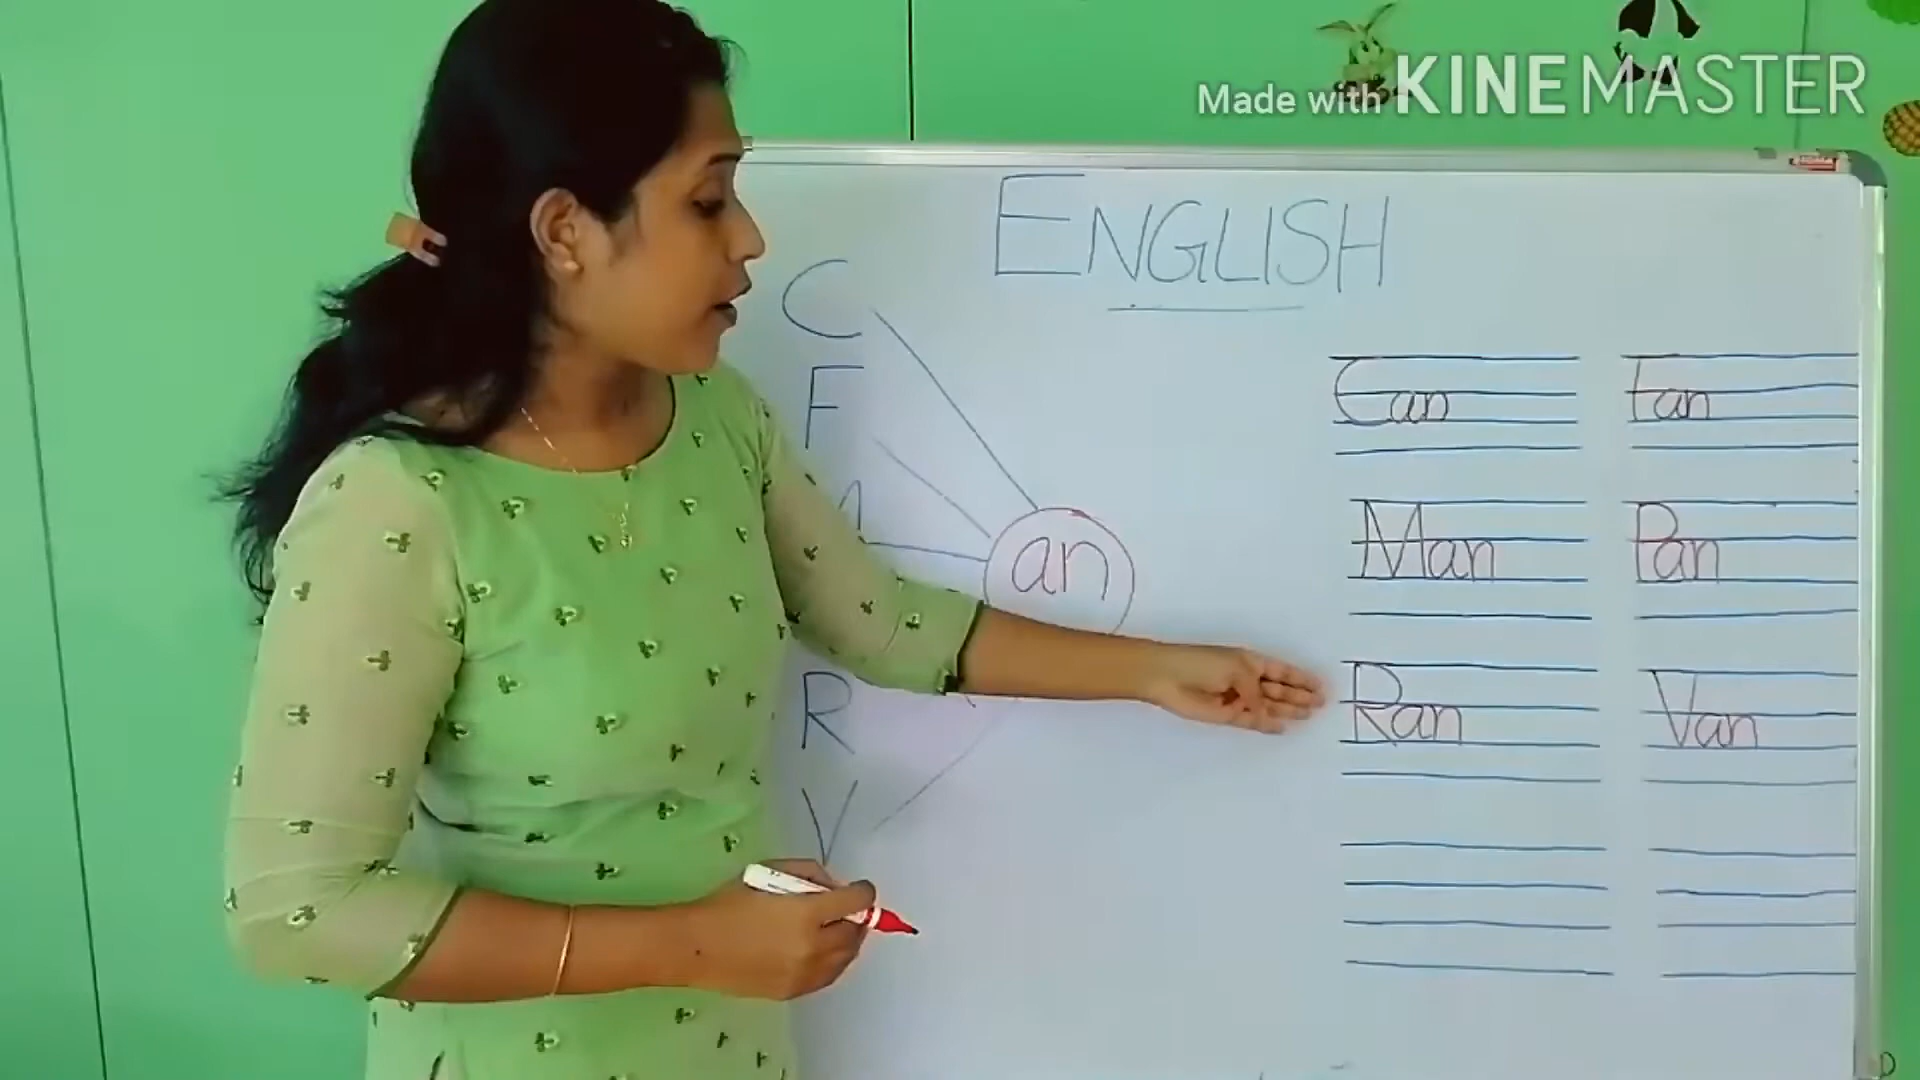 Made with KINEMASTER
ENGLISH
C
F
R
V
an
Can
Fan
Man
Pan
Ran
Van